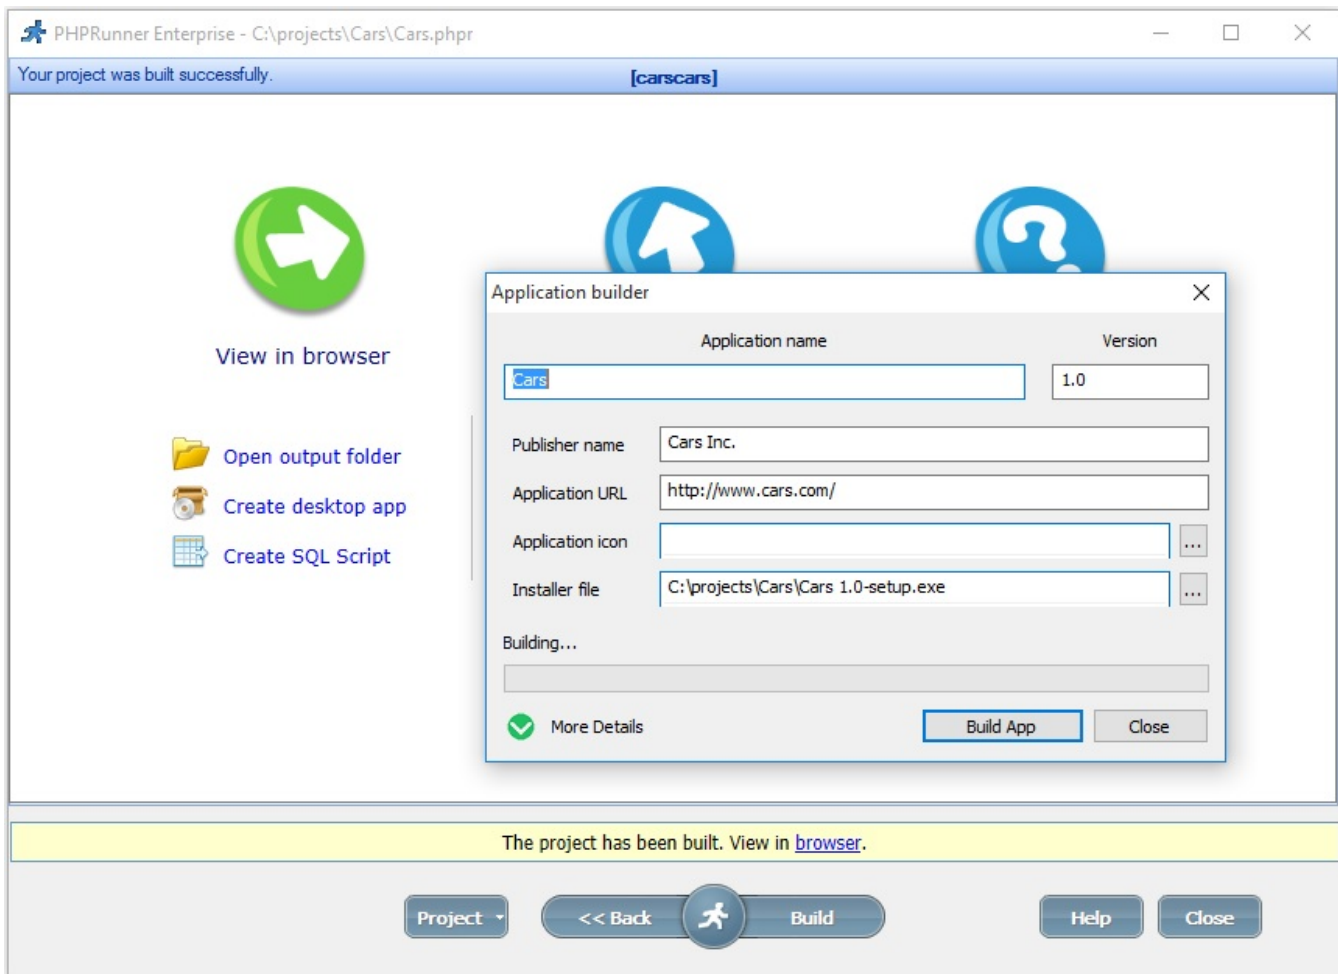 PHPRunner Enterprise - C:\projects\Cars\Cars.phpr
Your project was built successfully.
[carscars]
View in browser
Open output folder
Create desktop app
Create SQL Script
Application builder
Application name
Version
Cars
1.0
Publisher name
Cars Inc.
Application URL
http://www.cars.com/
Application icon
...
Installer file
C:\projects\Cars\Cars 1.0-setup.exe
...
Building...
More Details
Build App
Close
The project has been built. View in browser.
Project
<< Back
Build
Help
Close